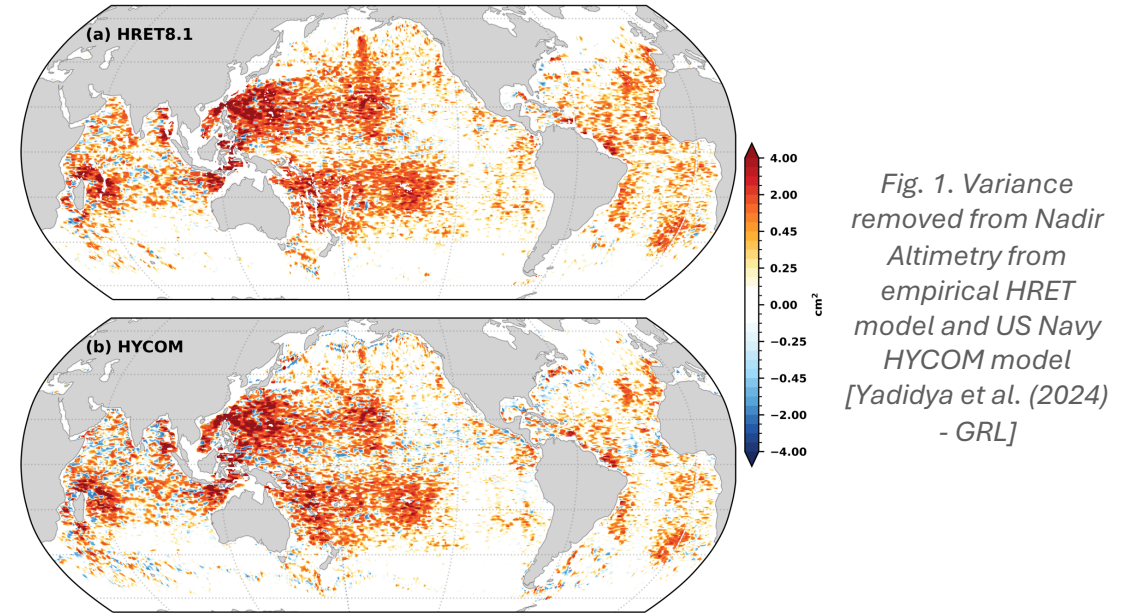 (a) HRET8.1
(b) HYCOM
4.00
2.00
0.45
0.25
0.00
−0.25
−0.45
−2.00
−4.00
cm²
Fig. 1. Variance
removed from Nadir
Altimetry from
empirical HRET
model and US Navy
HYCOM model
[Yadidya et al. (2024)
- GRL]